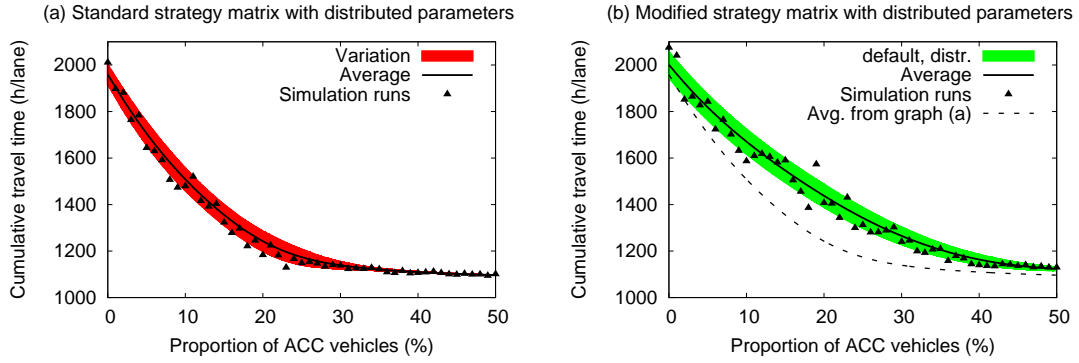 (a) Standard strategy matrix with distributed parameters
Cumulative travel time (h/lane)
2000
1800
1600
1400
1200
1000
Variation
Average
Simulation runs
0 10 20 30 40 50
Proportion of ACC vehicles (%)
(b) Modified strategy matrix with distributed parameters
Cumulative travel time (h/lane)
2000
1800
1600
1400
1200
1000
default, distr.
Average
Simulation runs
Avg. from graph (a)
0 10 20 30 40 50
Proportion of ACC vehicles (%)